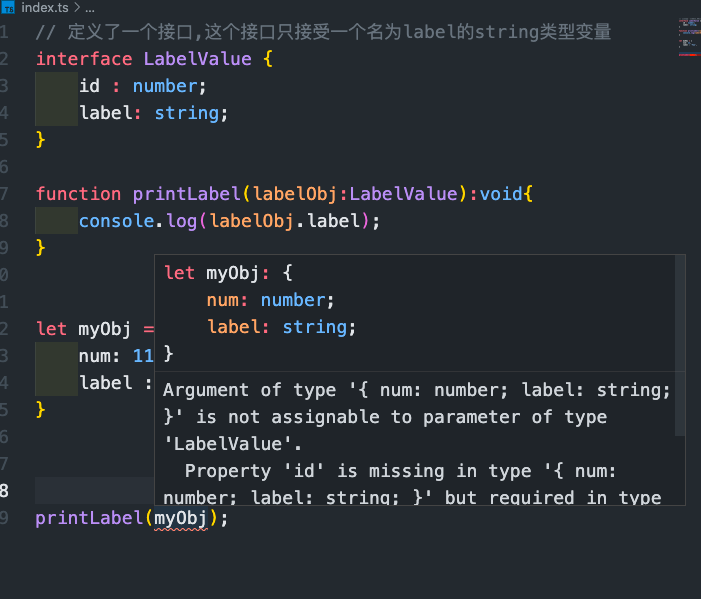 TS index.ts > ...
1 // 定义了一个接口,这个接口只接受一个名为label的string类型变量
2 interface LabelValue {
3 id : number;
4 label: string;
5 }
6
7 function printLabel(labelObj:LabelValue):void{
8 console.log(labelObj.label);
9 }
0
1
2 let myObj =
3 num: 11
4 label :
5 }
6
7
8
9 printLabel(myObj);
let myObj: {
num: number;
label: string;
}
Argument of type '{ num: number; label: string;
}' is not assignable to parameter of type
'LabelValue'.
Property 'id' is missing in type '{ num:
number; label: string; }' but required in type